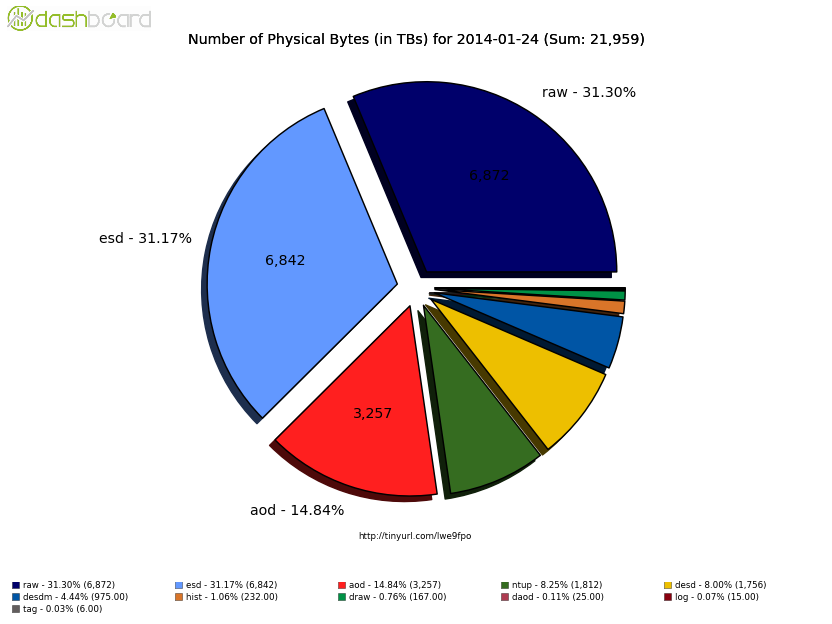 dashboard
Number of Physical Bytes (in TBs) for 2014-01-24 (Sum: 21,959)
raw - 31.30%
6,872
esd - 31.17%
6,842
3,257
aod - 14.84%
http://tinyurl.com/lwe9fpo
raw - 31.30% (6,872) esd - 31.17% (6,842) aod - 14.84% (3,257) ntup - 8.25% (1,812) desd - 8.00% (1,756)
desdm - 4.44% (975.00) hist - 1.06% (232.00) draw - 0.76% (167.00) daod - 0.11% (25.00) log - 0.07% (15.00)
tag - 0.03% (6.00)